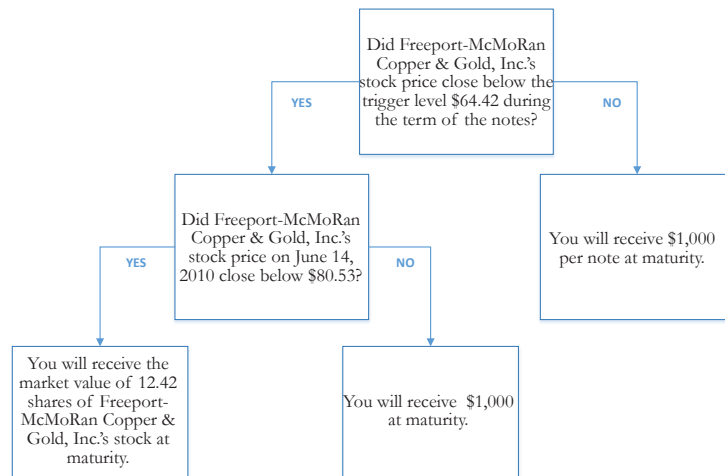 Did Freeport-McMoRan
Copper & Gold, Inc.'s
stock price close below the
trigger level $64.42 during
the term of the notes?
YES
NO
Did Freeport-McMoRan
Copper & Gold, Inc.'s
stock price on June 14,
2010 close below $80.53?
You will receive $1,000
per note at maturity.
YES
NO
You will receive the
market value of 12.42
shares of Freeport-
McMoRan Copper &
Gold, Inc.'s stock at
maturity.
You will receive $1,000
at maturity.